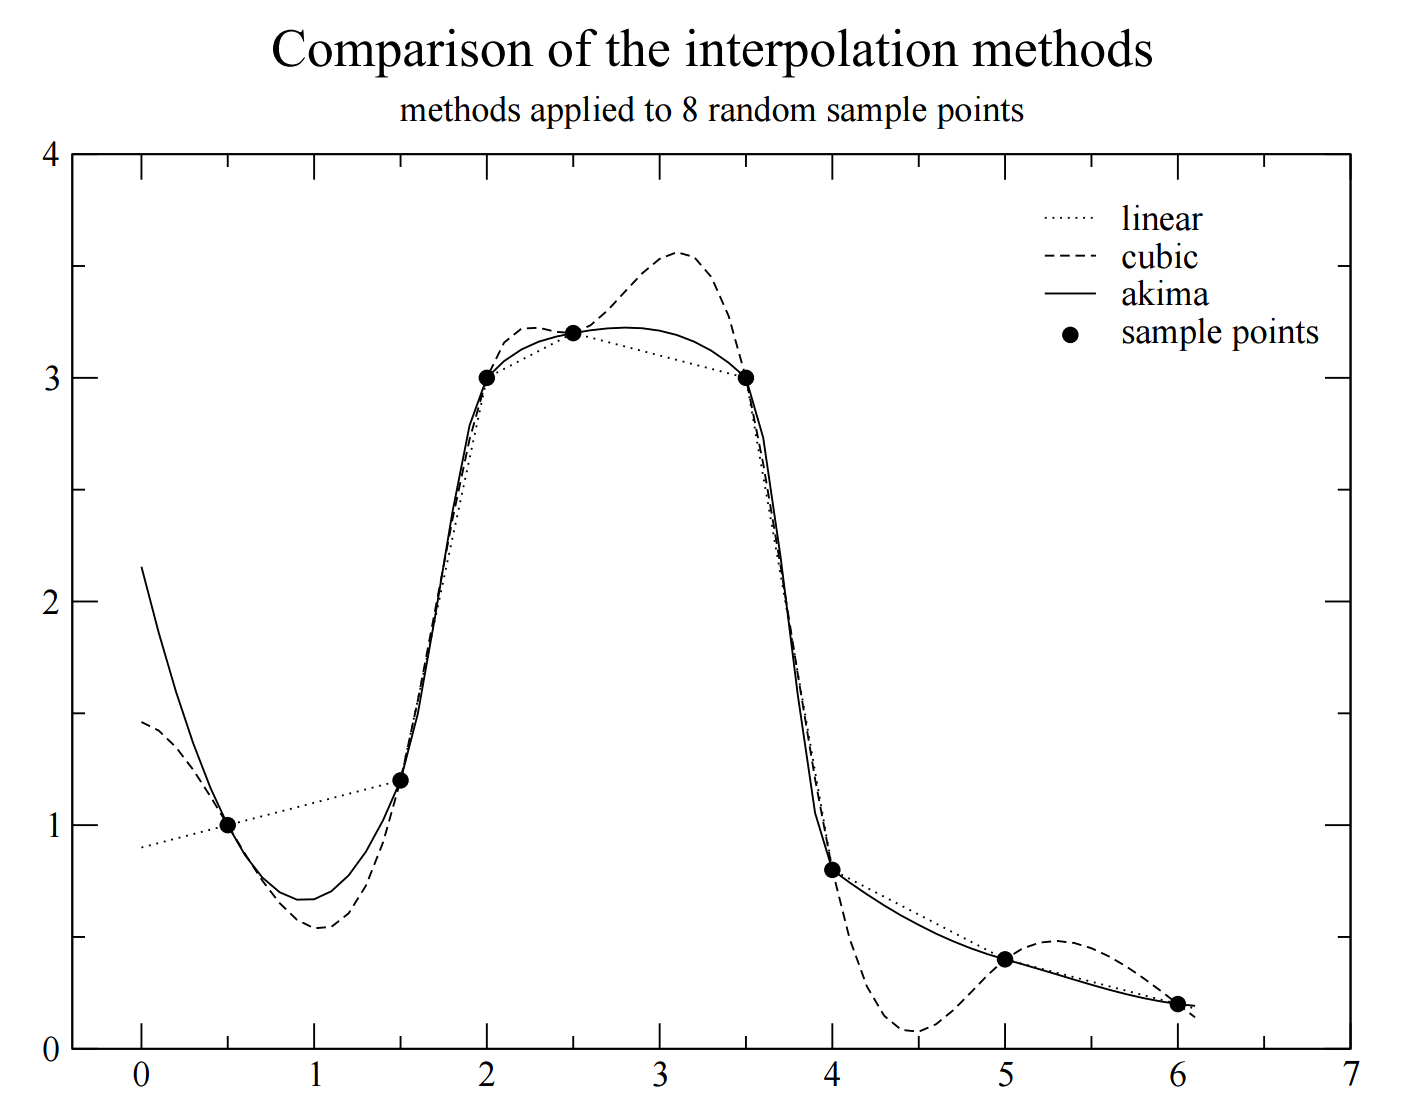 Comparison of the interpolation methods
methods applied to 8 random sample points
4
3
2
1
0
linear
cubic
akima
sample points
0 1 2 3 4 5 6 7